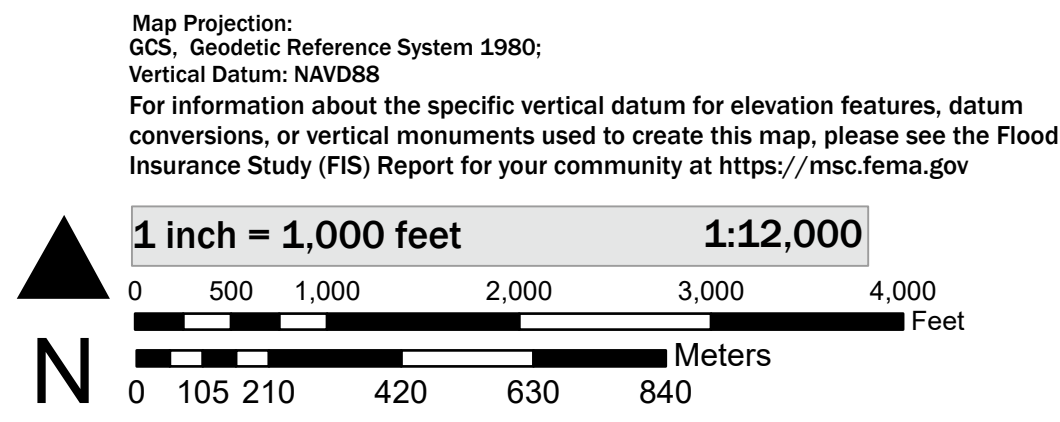 Map Projection:
GCS, Geodetic Reference System 1980;
Vertical Datum: NAVD88
For information about the specific vertical datum for elevation features, datum
conversions, or vertical monuments used to create this map, please see the Flood
Insurance Study (FIS) Report for your community at https://msc.fema.gov
1 inch = 1,000 feet 1:12,000
0 500 1,000 2,000 3,000 4,000
Feet
Meters
N 0 105 210 420 630 840